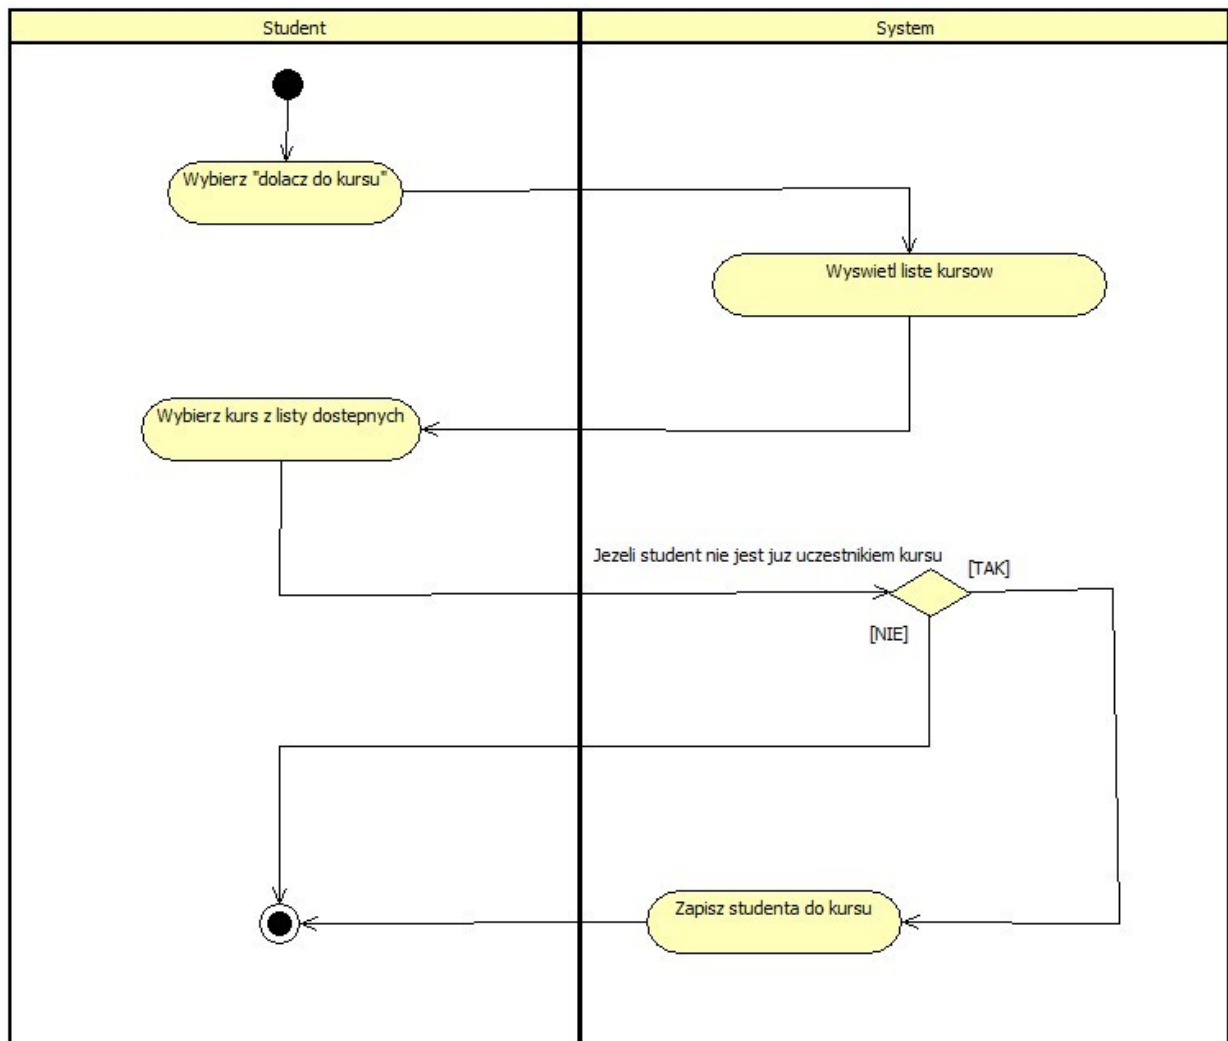 Student
System
Wybierz "dolacz do kursu"
Wyswietl liste kursow
Wybierz kurs z listy dostepnych
Jezeli student nie jest juz uczestnikiem kursu
[TAK]
[NIE]
Zapisz studenta do kursu